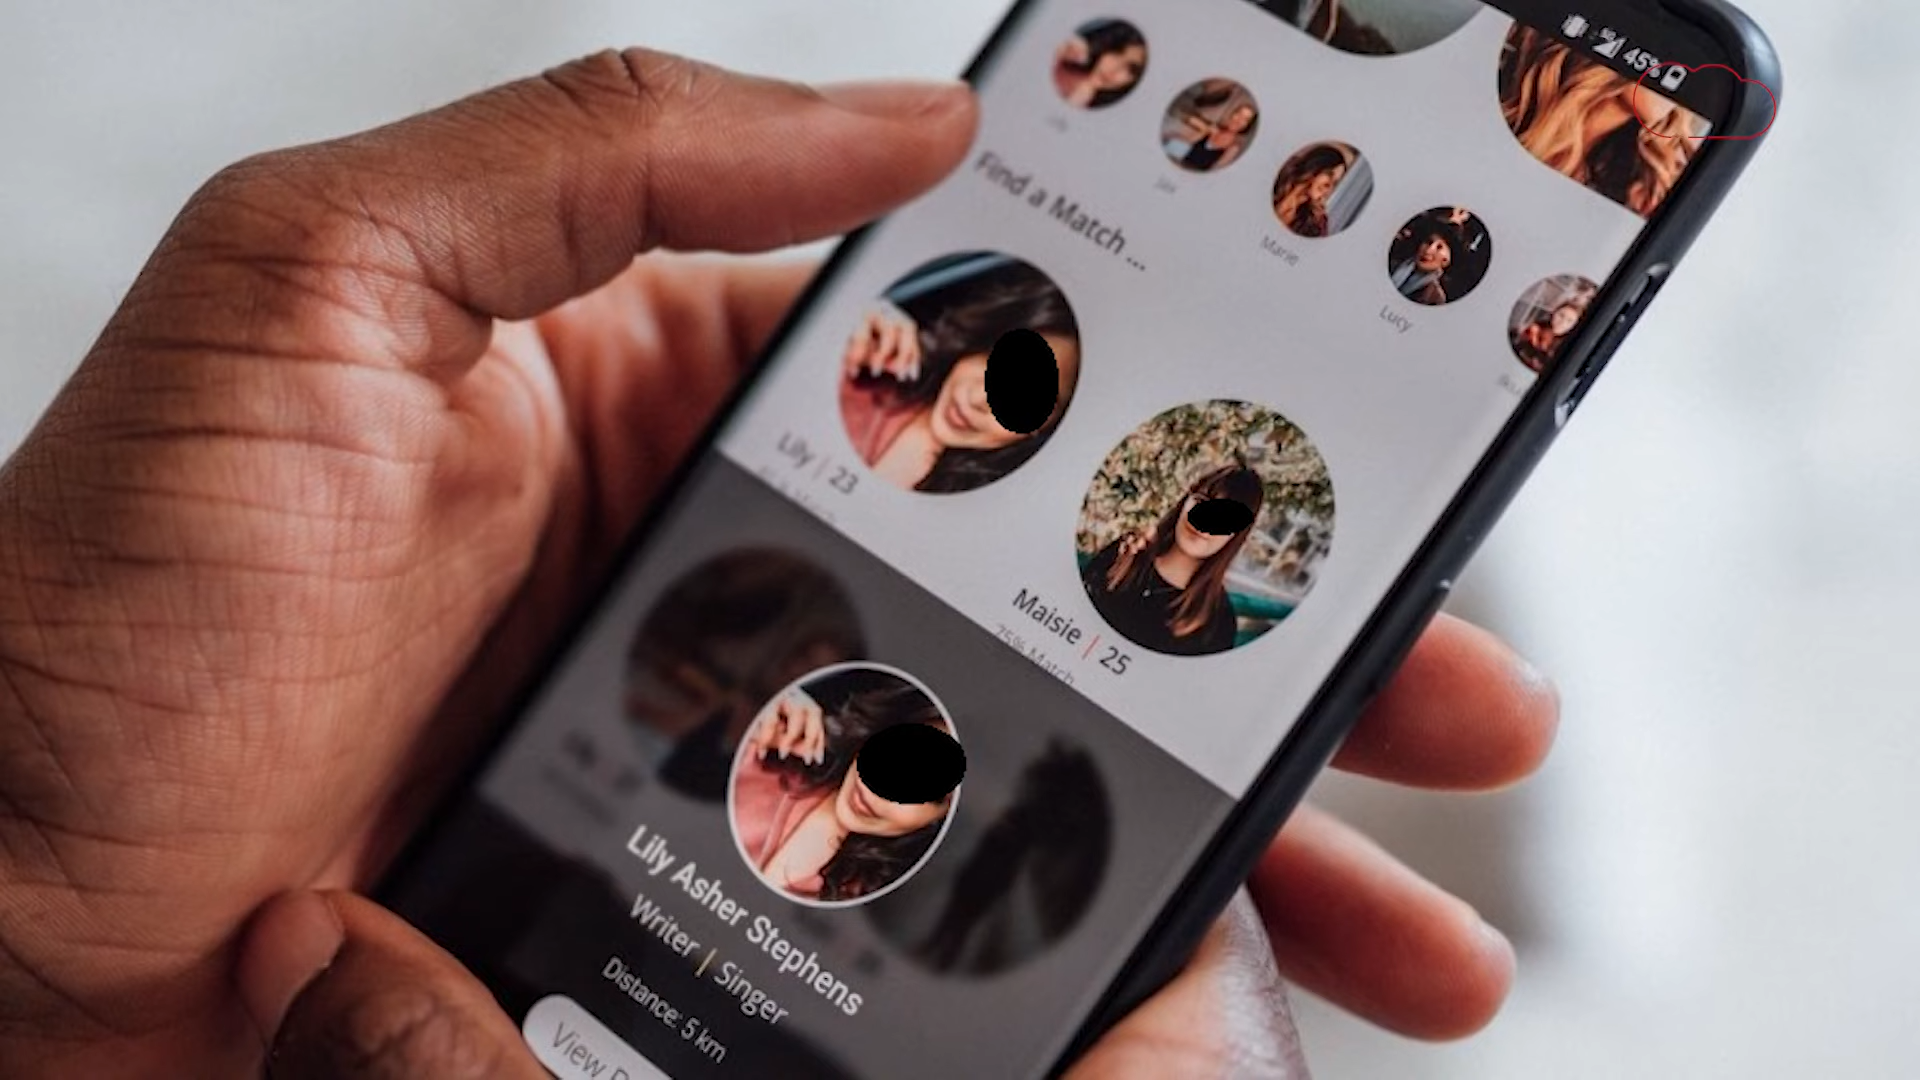 45%
Marie
Lucy
Find a Match ...
Lily | 23
Maisie | 25
75% Match
Lily Asher Stephens
Writer | Singer
Distance: 5 km
View